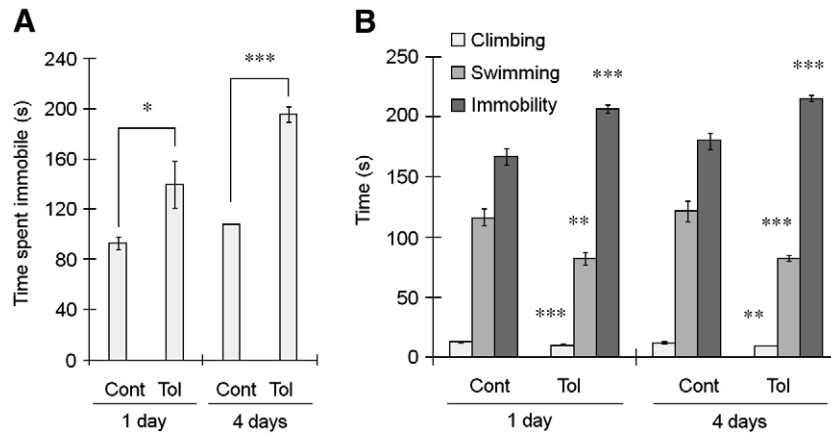 A
Time spent immobile (s)
240
200
160
120
80
40
0
*
***
Cont Tol Cont Tol
1 day 4 days
B
Climbing
Swimming
Immobility
Time (s)
250
200
150
100
50
0
***
**
***
***
***
**
Cont Tol Cont Tol
1 day 4 days